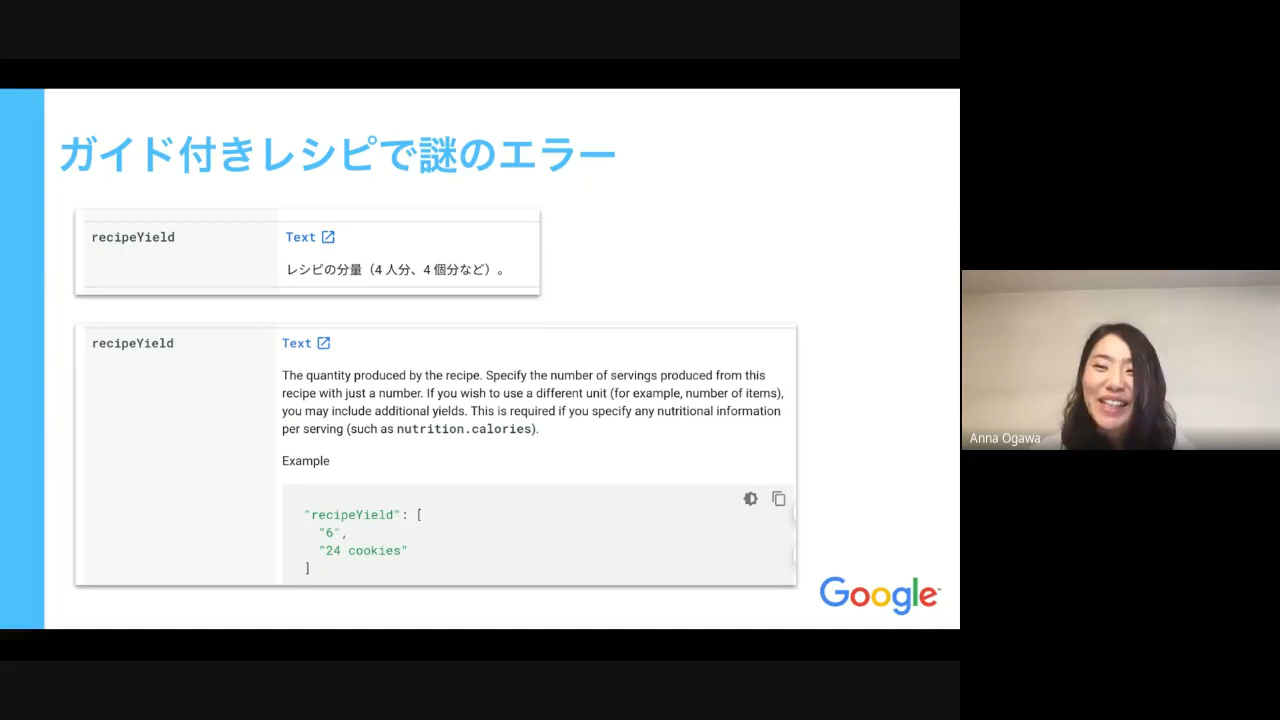 ガイド付きレシピで謎のエラー
recipeYield
Text
レシピの分量（4 人分、4 個分など）。
recipeYield
Text
The quantity produced by the recipe. Specify the number of servings produced from this
recipe with just a number. If you wish to use a different unit (for example, number of items),
you may include additional yields. This is required if you specify any nutritional information
per serving (such as nutrition.calories).
Example
"recipeYield": [
"6",
"24 cookies"
]
Google™
Anna Ogawa